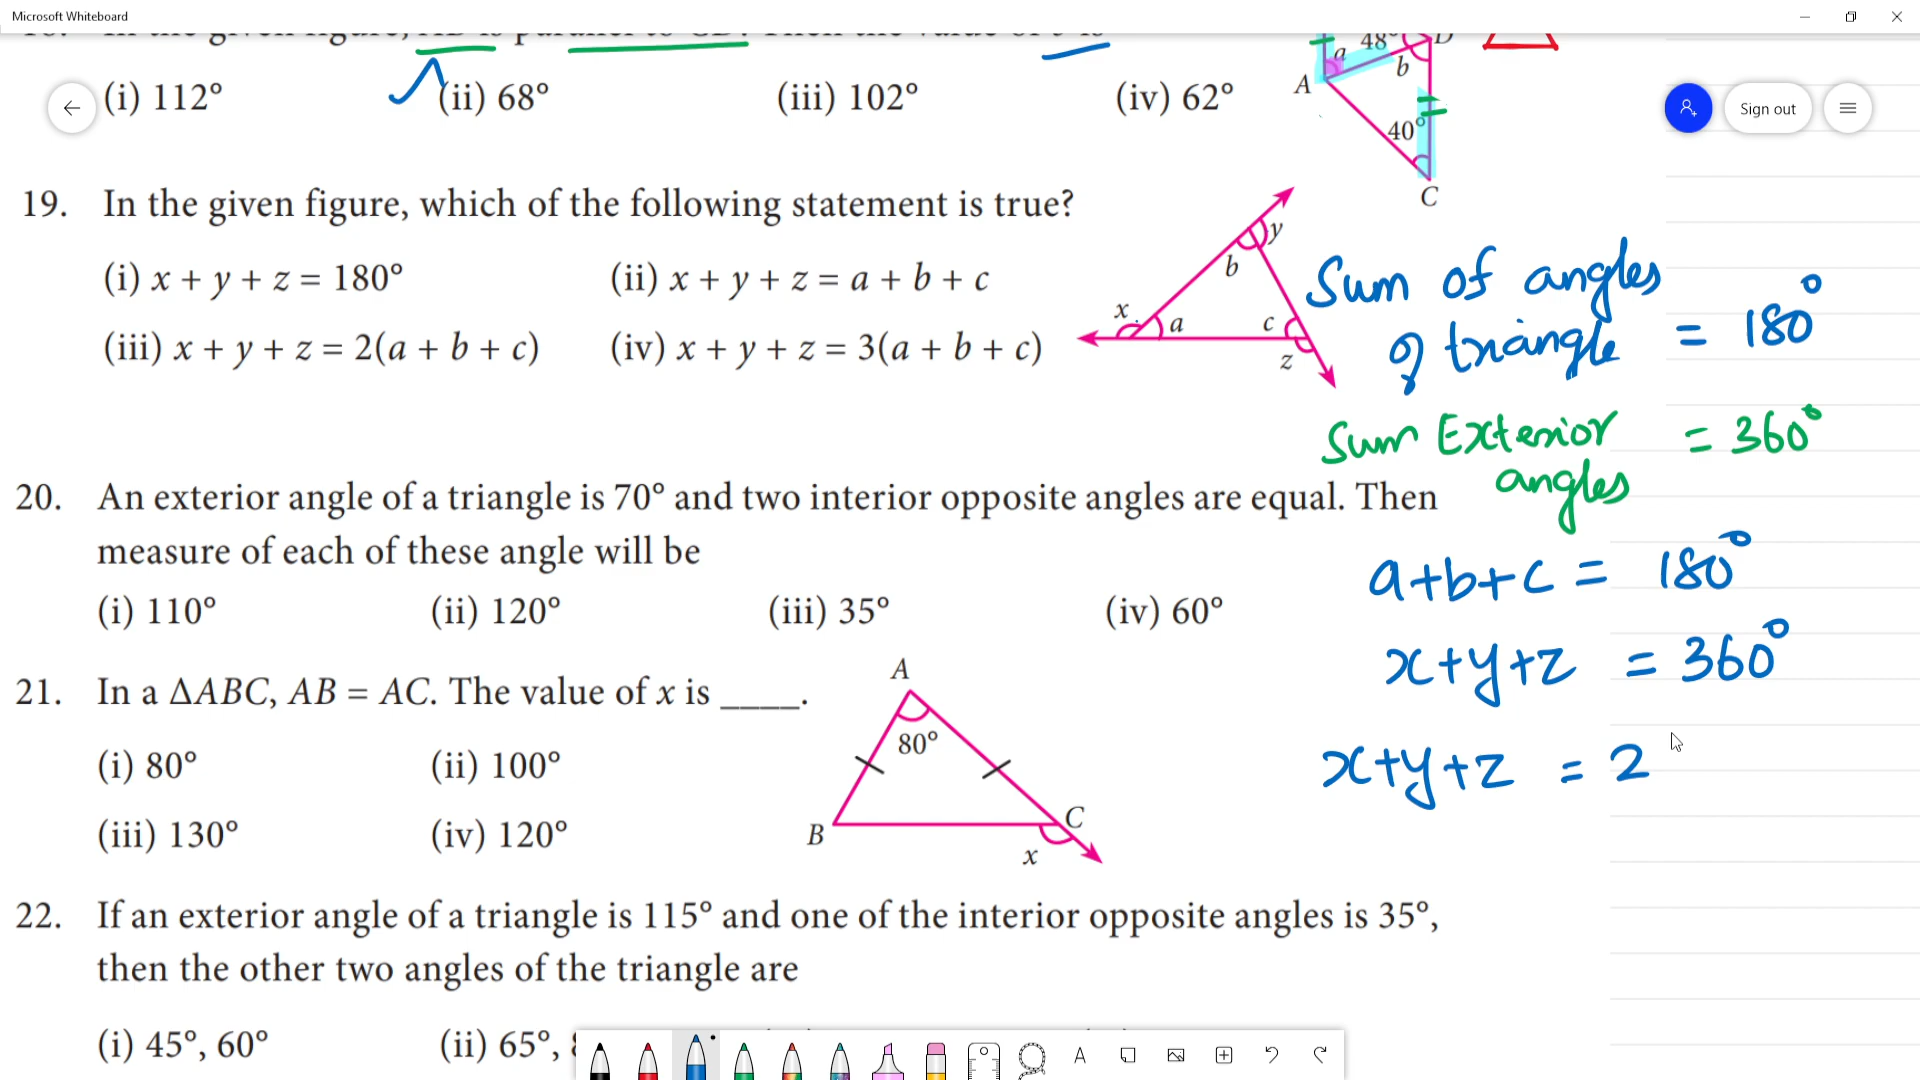 Microsoft Whiteboard
(i) 112° (ii) 68° (iii) 102° (iv) 62°
a 48° D
b
A
40°
C
Sign out
19. In the given figure, which of the following statement is true?
(i) x + y + z = 180° (ii) x + y + z = a + b + c
(iii) x + y + z = 2(a + b + c) (iv) x + y + z = 3(a + b + c)
y
b
x a c
z
Sum of angles
of triangle = 180°
Sum Exterior = 360°
angles
a+b+c = 180°
x+y+z = 360°
x+y+z = 2
20. An exterior angle of a triangle is 70° and two interior opposite angles are equal. Then
measure of each of these angle will be
(i) 110° (ii) 120° (iii) 35° (iv) 60°
21. In a ΔABC, AB = AC. The value of x is ____.
(i) 80° (ii) 100°
(iii) 130° (iv) 120°
A
80°
B C
x
22. If an exterior angle of a triangle is 115° and one of the interior opposite angles is 35°,
then the other two angles of the triangle are
(i) 45°, 60° (ii) 65°,